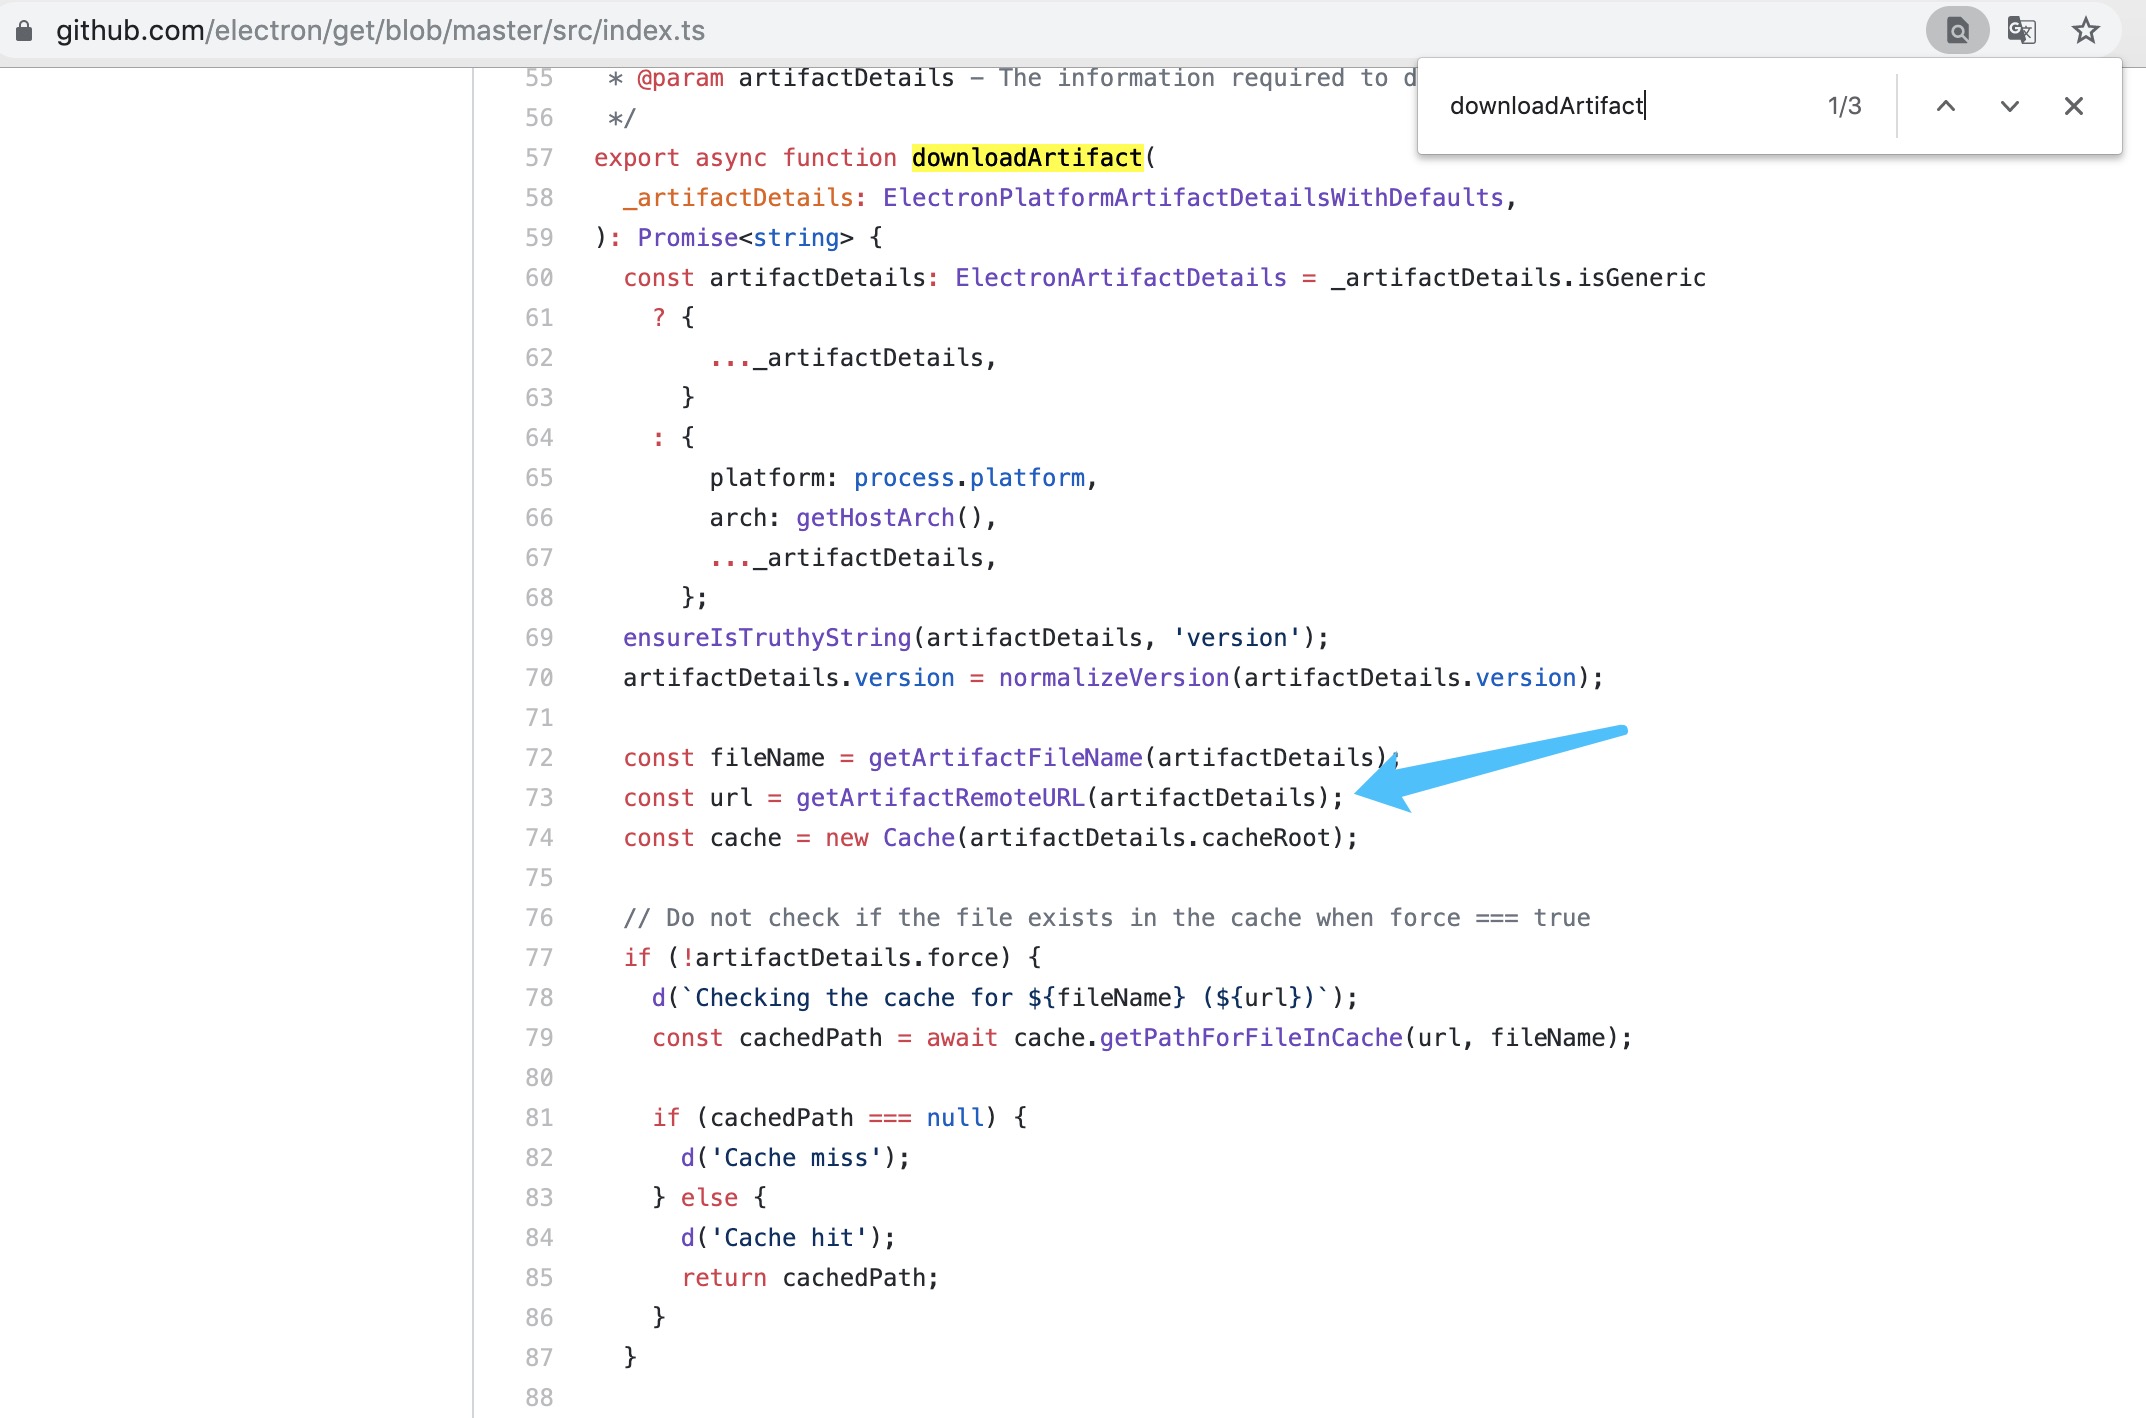 github.com/electron/get/blob/master/src/index.ts
downloadArtifact 1/3
55 * @param artifactDetails – The information required to d
56 */
57 export async function downloadArtifact(
58 _artifactDetails: ElectronPlatformArtifactDetailsWithDefaults,
59 ): Promise<string> {
60 const artifactDetails: ElectronArtifactDetails = _artifactDetails.isGeneric
61 ? {
62 ..._artifactDetails,
63 }
64 : {
65 platform: process.platform,
66 arch: getHostArch(),
67 ..._artifactDetails,
68 };
69 ensureIsTruthyString(artifactDetails, 'version');
70 artifactDetails.version = normalizeVersion(artifactDetails.version);
71
72 const fileName = getArtifactFileName(artifactDetails);
73 const url = getArtifactRemoteURL(artifactDetails);
74 const cache = new Cache(artifactDetails.cacheRoot);
75
76 // Do not check if the file exists in the cache when force === true
77 if (!artifactDetails.force) {
78 d(`Checking the cache for ${fileName} (${url})`);
79 const cachedPath = await cache.getPathForFileInCache(url, fileName);
80
81 if (cachedPath === null) {
82 d('Cache miss');
83 } else {
84 d('Cache hit');
85 return cachedPath;
86 }
87 }
88